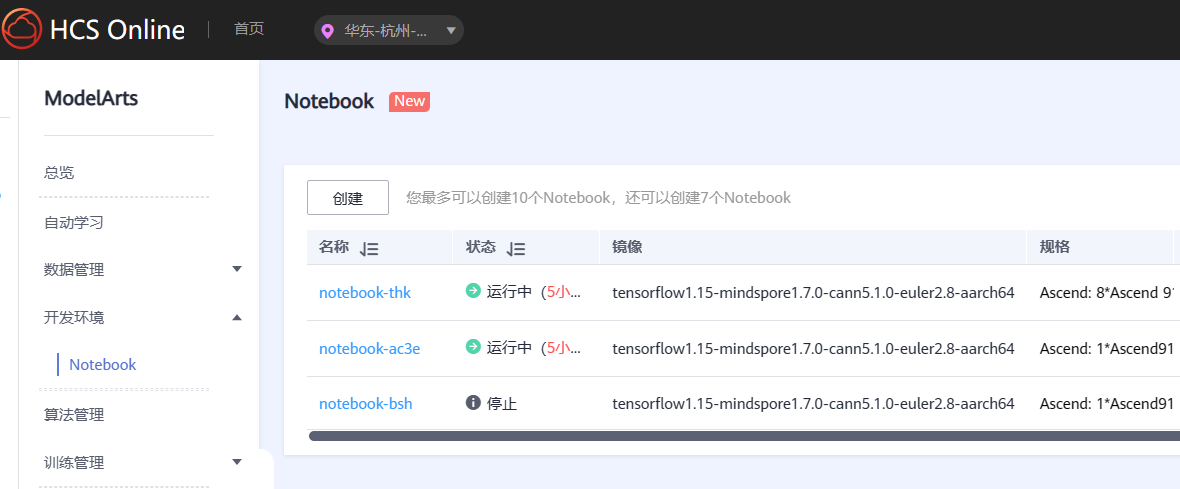 HCS Online 首页 华东-杭州-...
ModelArts
Notebook New
总览
创建 您最多可以创建10个Notebook，还可以创建7个Notebook
自动学习
名称 状态 镜像 规格
数据管理
notebook-thk 运行中（5小... tensorflow1.15-mindspore1.7.0-cann5.1.0-euler2.8-aarch64 Ascend: 8*Ascend 9
开发环境
notebook-ac3e 运行中（5小... tensorflow1.15-mindspore1.7.0-cann5.1.0-euler2.8-aarch64 Ascend: 1*Ascend91
Notebook
notebook-bsh 停止 tensorflow1.15-mindspore1.7.0-cann5.1.0-euler2.8-aarch64 Ascend: 1*Ascend91
算法管理
训练管理